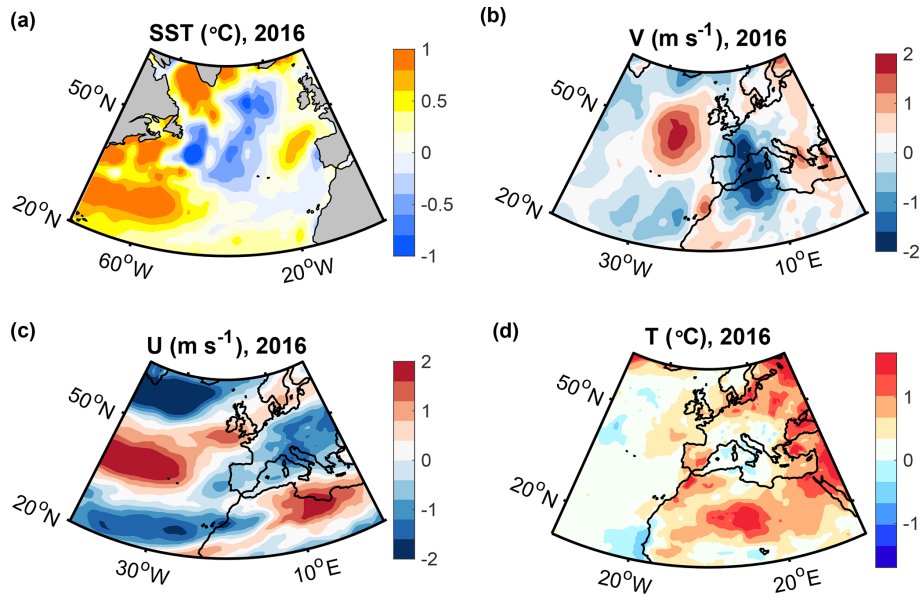 (a)
SST (°C), 2016
50°N
20°N
60°W
20°W
1
0.5
0
-0.5
-1
(b)
V (m s⁻¹), 2016
50°N
20°N
30°W
10°E
2
1
0
-1
-2
(c)
U (m s⁻¹), 2016
50°N
20°N
30°W
10°E
2
1
0
-1
-2
(d)
T (°C), 2016
50°N
20°N
20°W
20°E
1
0
-1